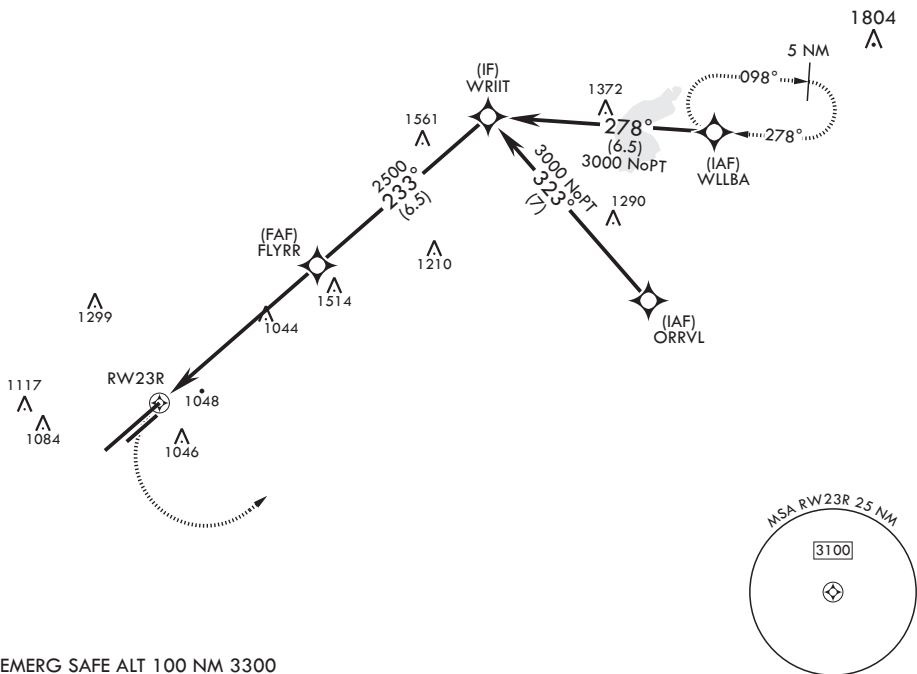 1804
5 NM
098°
278°
(IAF)
WLLBA
(IF)
WRIIT
1372
278°
(6.5)
3000 NoPT
1561
3000 NoPT
323°
(7)
1290
2500
233°
(6.5)
(FAF)
FLYRR
1210
1514
(IAF)
ORRVL
1299
1044
RW23R
1117
1048
1084
1046
MSA RW23R 25 NM
3100
EMERG SAFE ALT 100 NM 3300